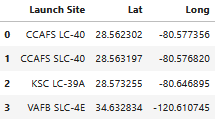 Launch Site Lat Long
0 CCAFS LC-40 28.562302 -80.577356
1 CCAFS SLC-40 28.563197 -80.576820
2 KSC LC-39A 28.573255 -80.646895
3 VAFB SLC-4E 34.632834 -120.610745